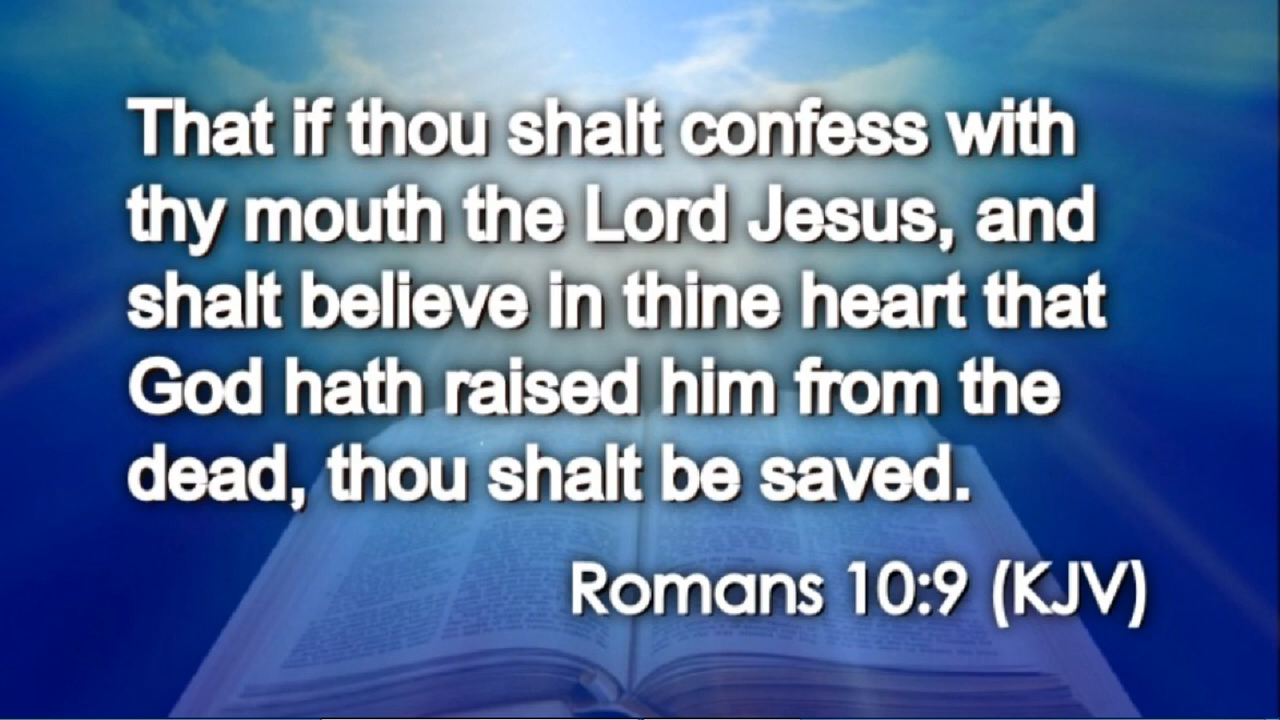 That if thou shalt confess with
thy mouth the Lord Jesus, and
shalt believe in thine heart that
God hath raised him from the
dead, thou shalt be saved.
Romans 10:9 (KJV)